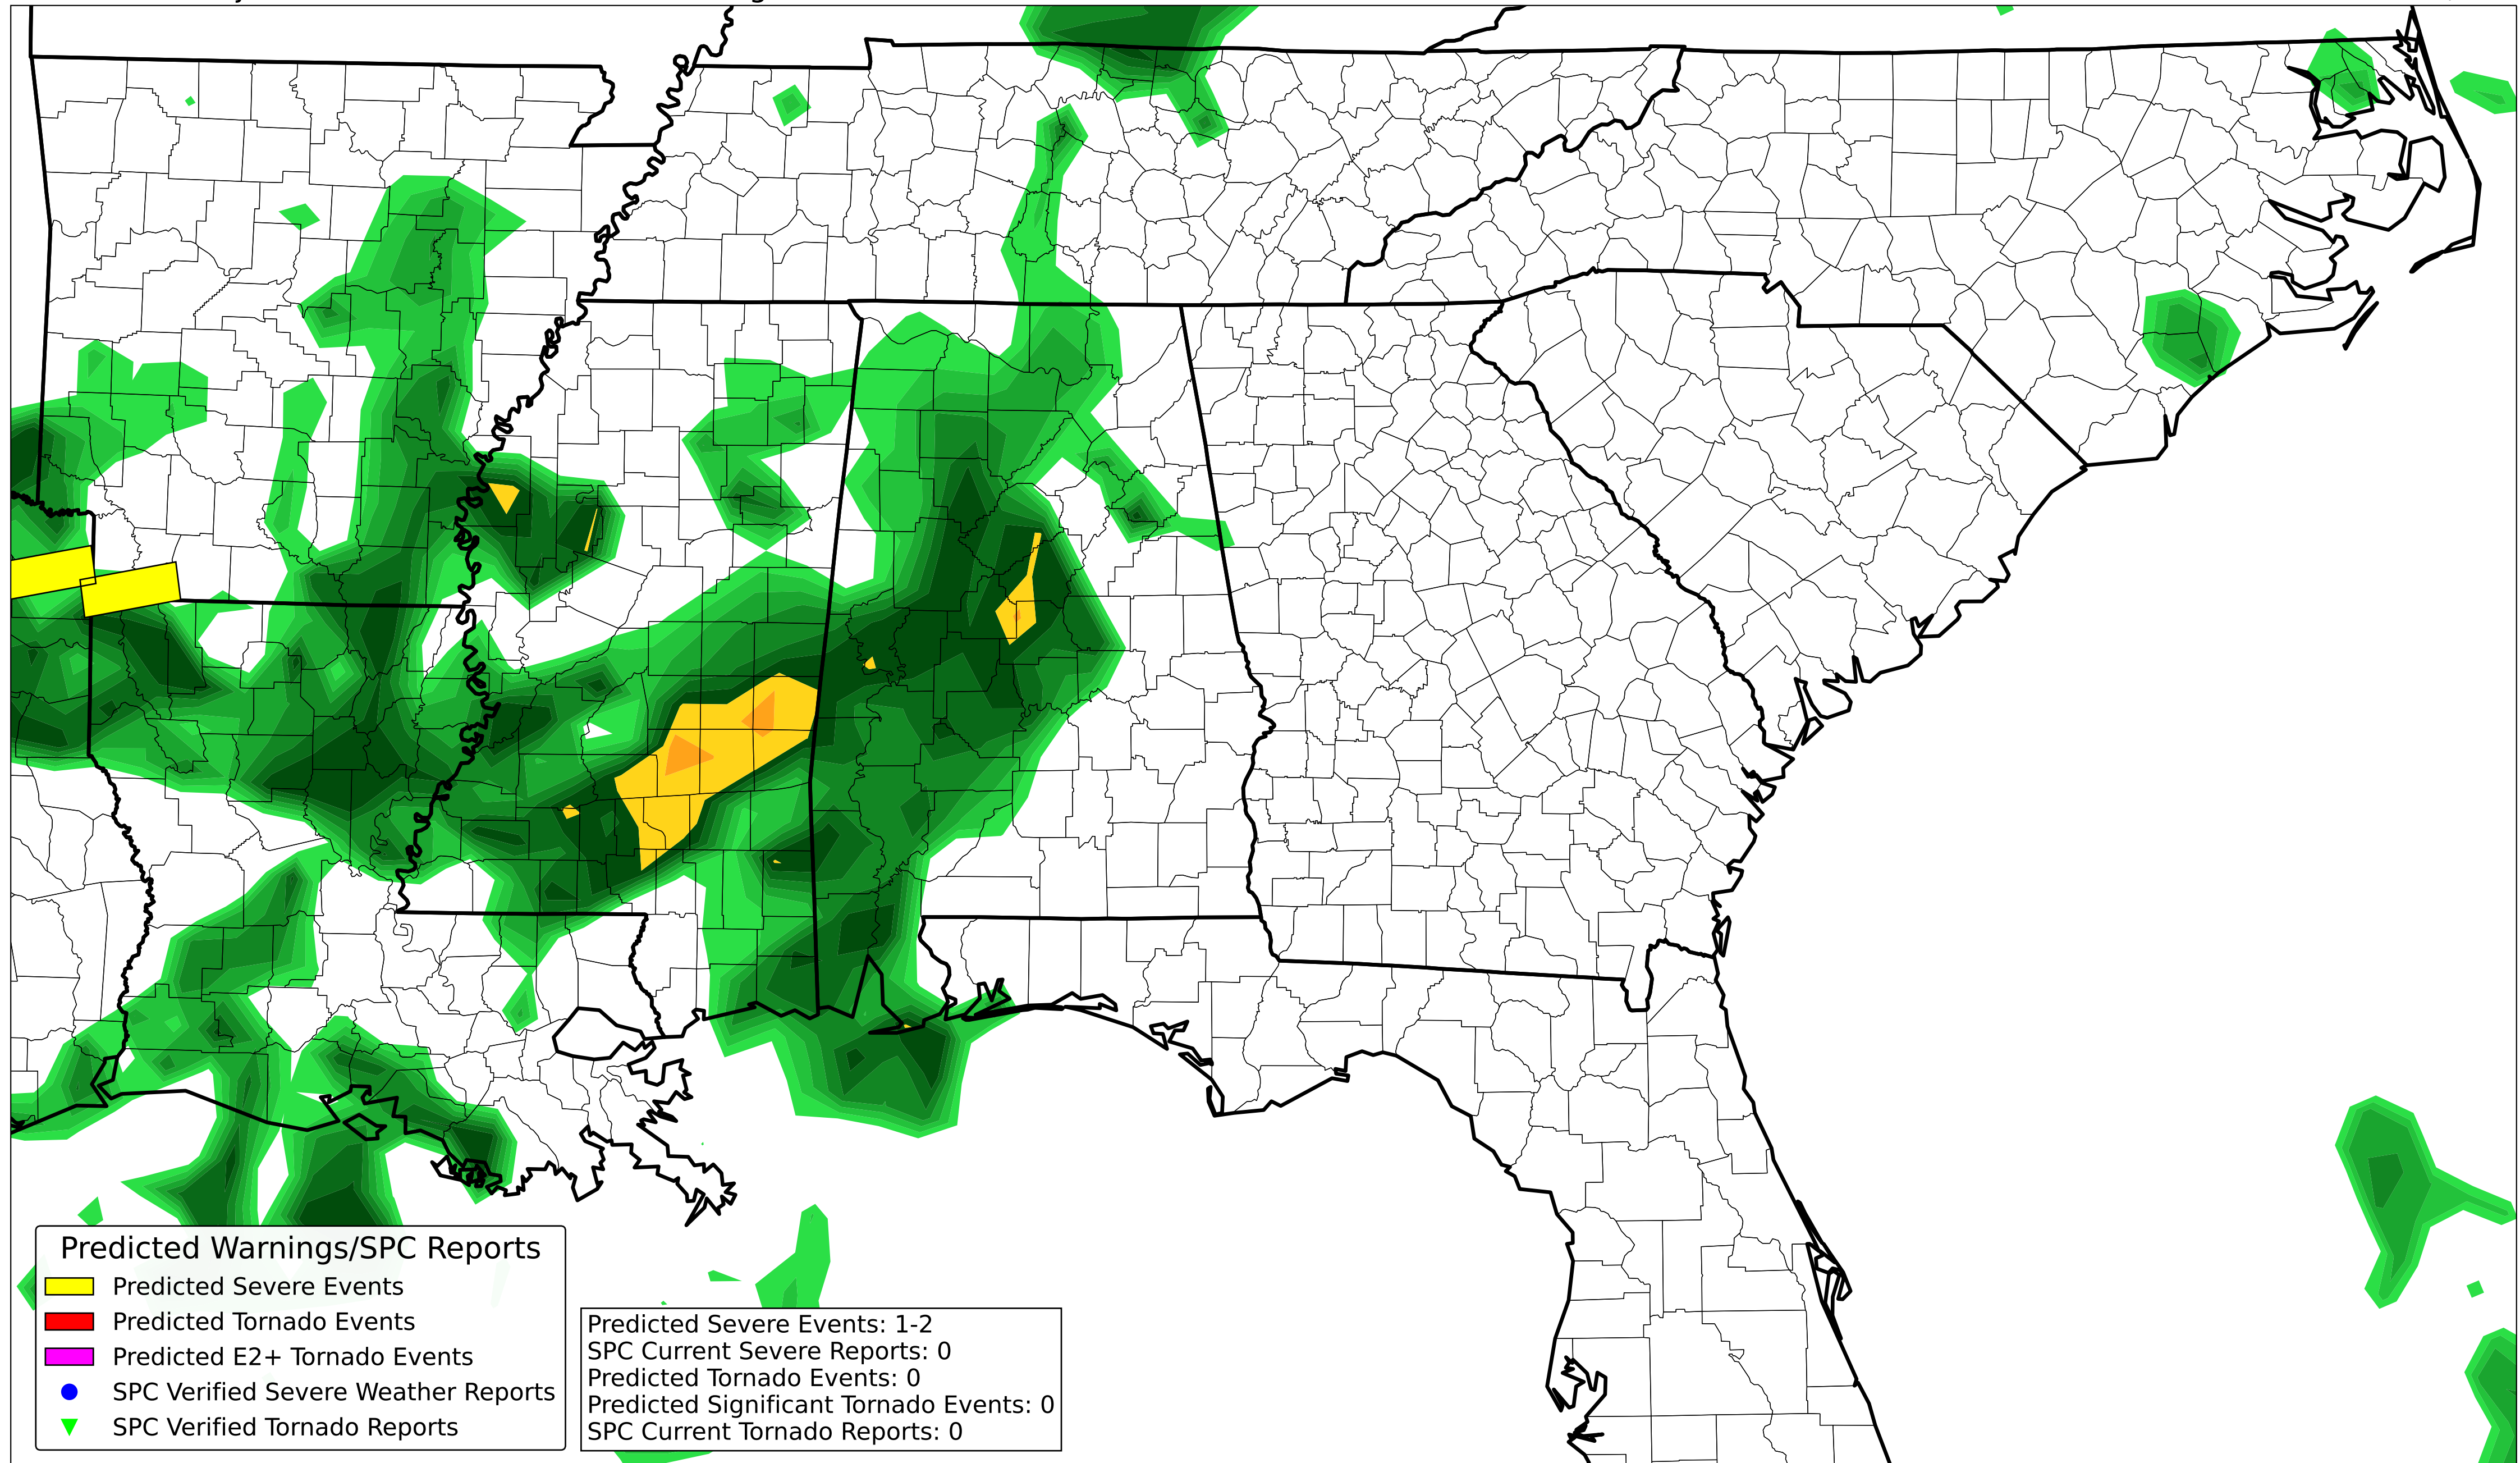 Predicted Warnings/SPC Reports
Predicted Severe Events
Predicted Tornado Events
Predicted E2+ Tornado Events
SPC Verified Severe Weather Reports
SPC Verified Tornado Reports
Predicted Severe Events: 1-2
SPC Current Severe Reports: 0
Predicted Tornado Events: 0
Predicted Significant Tornado Events: 0
SPC Current Tornado Reports: 0